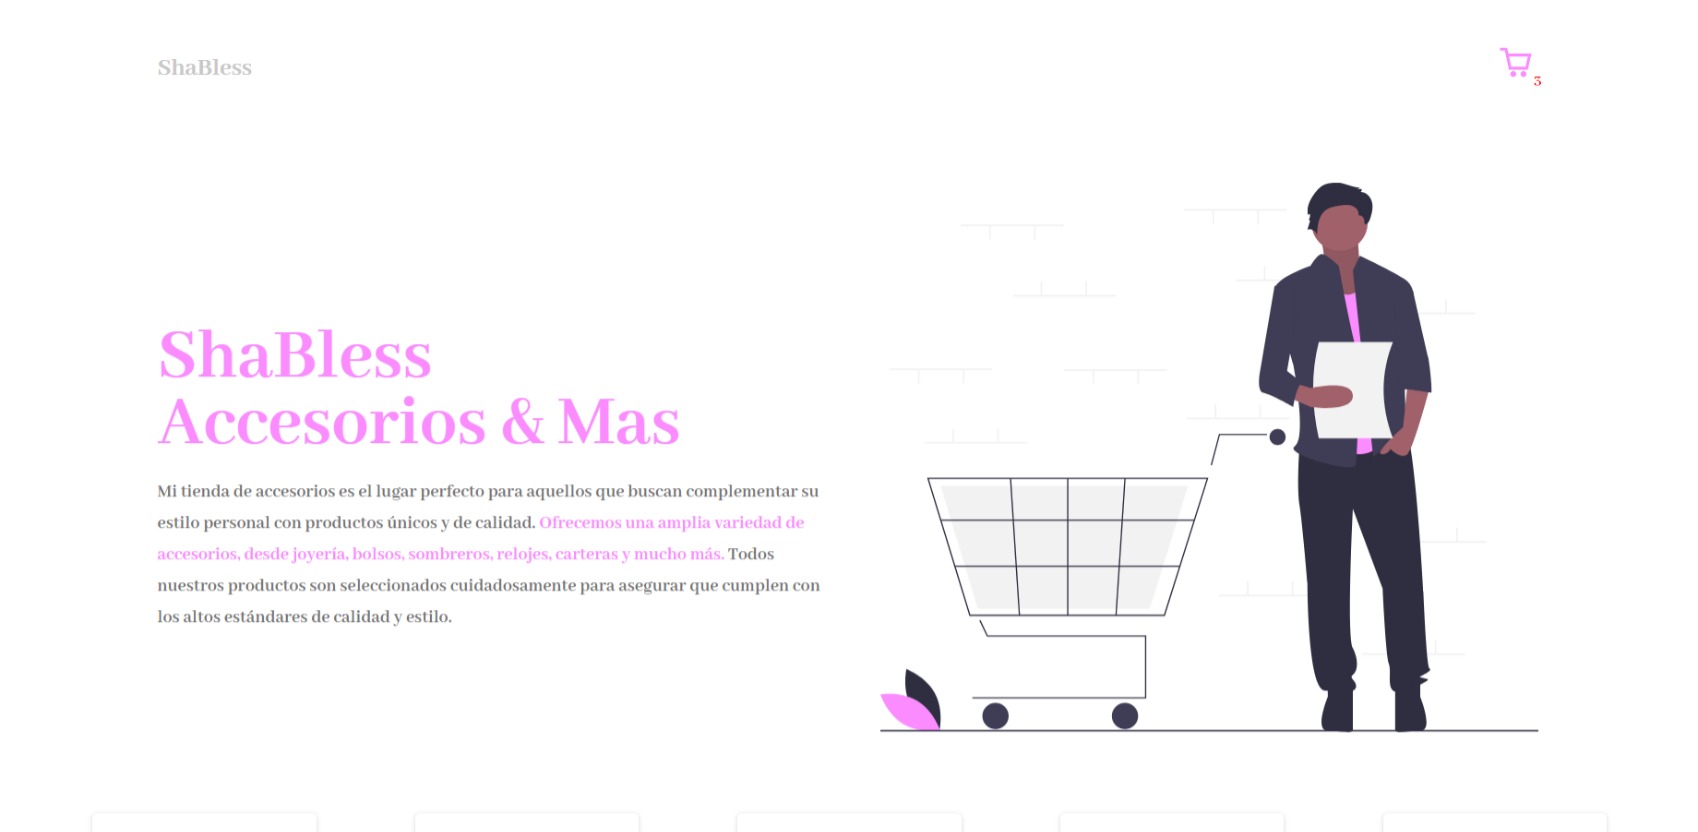 ShaBless
3
ShaBless
Accesorios & Mas
Mi tienda de accesorios es el lugar perfecto para aquellos que buscan complementar su
estilo personal con productos únicos y de calidad. Ofrecemos una amplia variedad de
accesorios, desde joyería, bolsos, sombreros, relojes, carteras y mucho más. Todos
nuestros productos son seleccionados cuidadosamente para asegurar que cumplen con
los altos estándares de calidad y estilo.